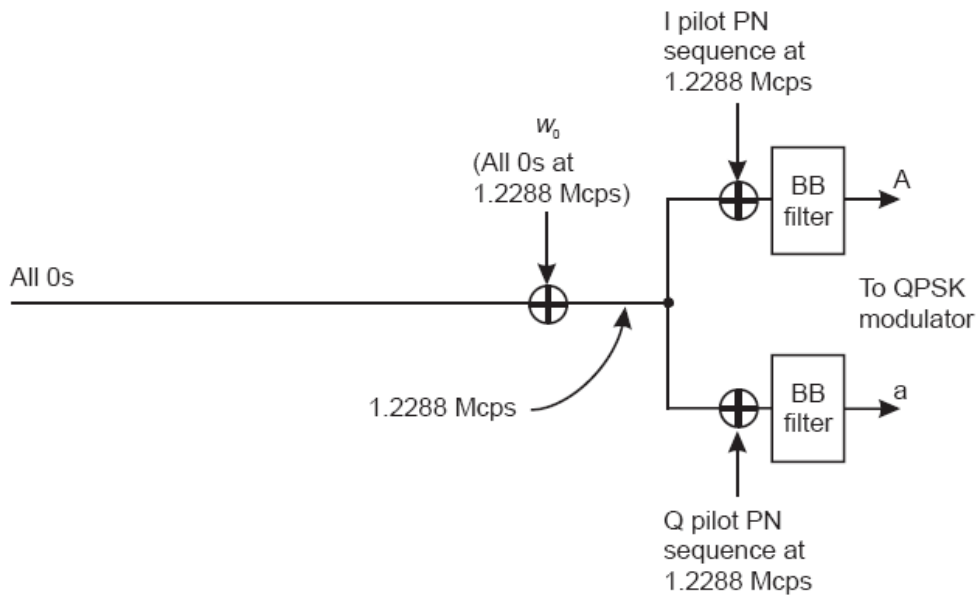 I pilot PN
sequence at
1.2288 Mcps
W0
(All 0s at
1.2288 Mcps)
BB
filter
A
All 0s
To QPSK
modulator
1.2288 Mcps
BB
filter
a
Q pilot PN
sequence at
1.2288 Mcps